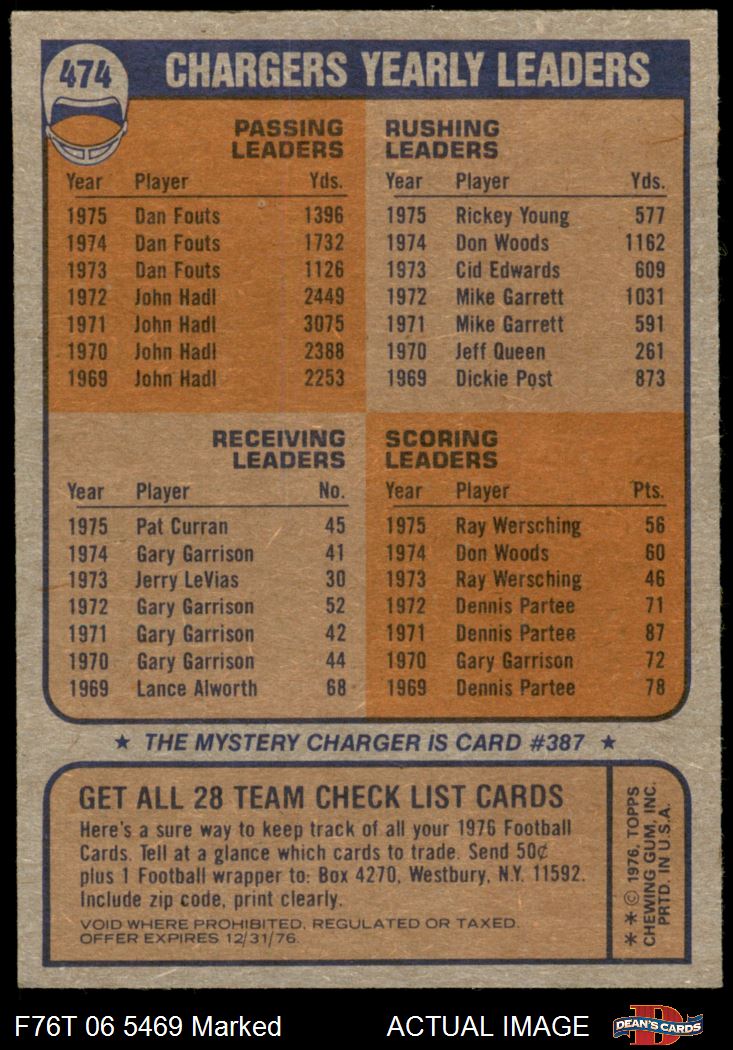 474
CHARGERS YEARLY LEADERS
PASSING
LEADERS
Year Player Yds.
1975 Dan Fouts 1396
1974 Dan Fouts 1732
1973 Dan Fouts 1126
1972 John Hadl 2449
1971 John Hadl 3075
1970 John Hadl 2388
1969 John Hadl 2253
RUSHING
LEADERS
Year Player Yds.
1975 Rickey Young 577
1974 Don Woods 1162
1973 Cid Edwards 609
1972 Mike Garrett 1031
1971 Mike Garrett 591
1970 Jeff Queen 261
1969 Dickie Post 873
RECEIVING
LEADERS
Year Player No.
1975 Pat Curran 45
1974 Gary Garrison 41
1973 Jerry LeVias 30
1972 Gary Garrison 52
1971 Gary Garrison 42
1970 Gary Garrison 44
1969 Lance Alworth 68
SCORING
LEADERS
Year Player Pts.
1975 Ray Wersching 56
1974 Don Woods 60
1973 Ray Wersching 46
1972 Dennis Partee 71
1971 Dennis Partee 87
1970 Gary Garrison 72
1969 Dennis Partee 78
★ THE MYSTERY CHARGER IS CARD #387 ★
GET ALL 28 TEAM CHECK LIST CARDS
Here's a sure way to keep track of all your 1976 Football
Cards. Tell at a glance which cards to trade. Send 50¢
plus 1 Football wrapper to: Box 4270, Westbury, N.Y. 11592.
Include zip code, print clearly.
VOID WHERE PROHIBITED, REGULATED OR TAXED.
OFFER EXPIRES 12/31/76.
* * © 1976, TOPPS
CHEWING GUM, INC.
PRTD. IN U.S.A.
F76T 06 5469 Marked
ACTUAL IMAGE
D
DEAN'S CARDS